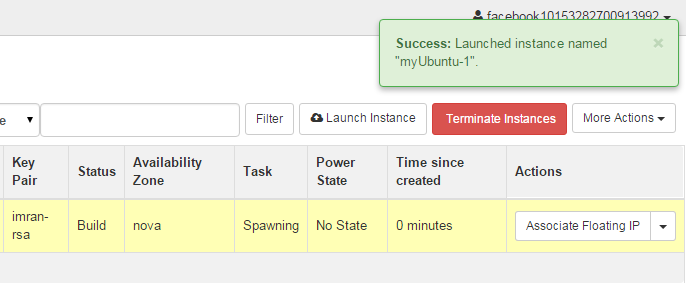 facebook10153282700913992
Success: Launched instance named
"myUbuntu-1". ×
e Filter Launch Instance Terminate Instances More Actions
Key Pair Status Availability Zone Task Power State Time since created Actions
imran-rsa Build nova Spawning No State 0 minutes Associate Floating IP